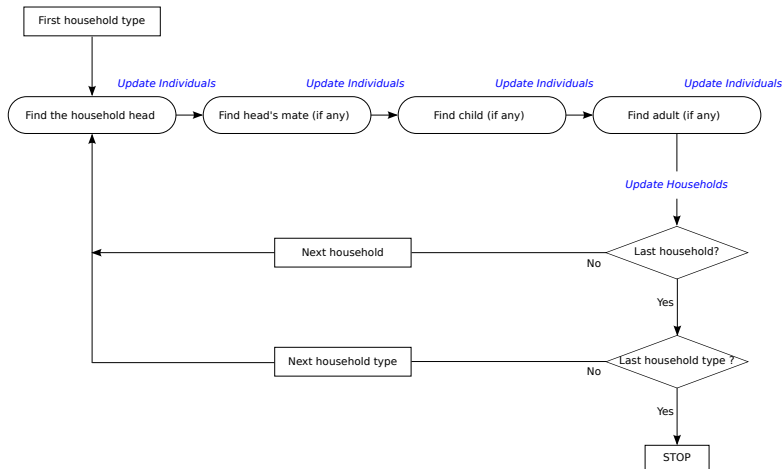 First household type
Update Individuals
Update Individuals
Update Individuals
Update Individuals
Find the household head
Find head's mate (if any)
Find child (if any)
Find adult (if any)
Update Households
Next household
Last household?
No
Yes
Next household type
Last household type ?
No
Yes
STOP